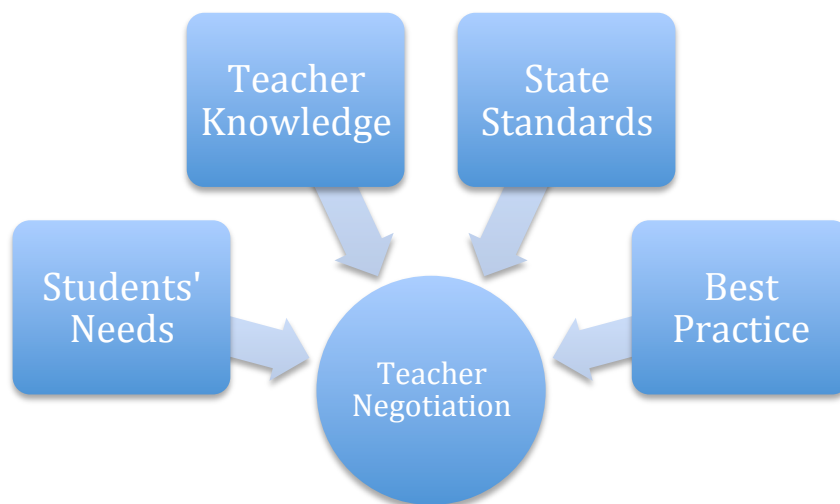 Teacher
Knowledge
State
Standards
Students'
Needs
Best
Practice
Teacher
Negotiation